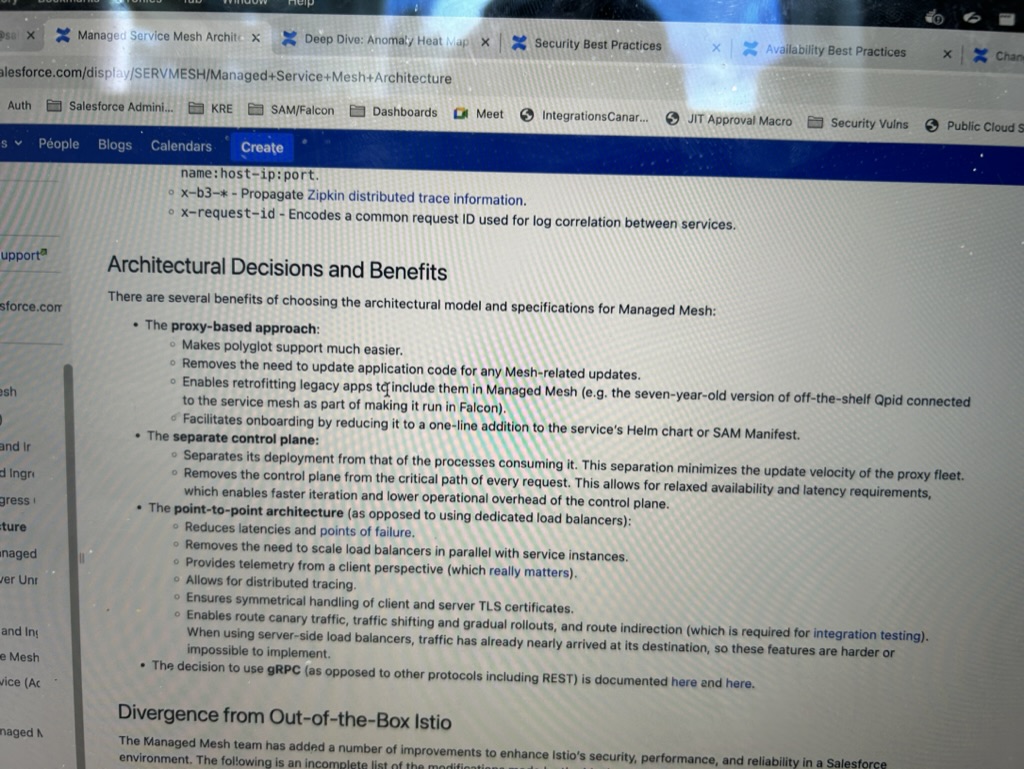 Tab Window Help
Managed Service Mesh Archit
Deep Dive: Anomaly Heat Map
Security Best Practices
Availability Best Practices
Chan
alesforce.com/display/SERVMESH/Managed+Service+Mesh+Architecture
Auth
Salesforce Admini...
KRE
SAM/Falcon
Dashboards
Meet
IntegrationsCanar...
JIT Approval Macro
Security Vulns
Public Cloud S
s
People
Blogs
Calendars
Create
name:host-ip:port.
x-b3-* - Propagate Zipkin distributed trace information.
x-request-id - Encodes a common request ID used for log correlation between services.
upport
sforce.com
Architectural Decisions and Benefits
There are several benefits of choosing the architectural model and specifications for Managed Mesh:
• The proxy-based approach:
Makes polyglot support much easier.
Removes the need to update application code for any Mesh-related updates.
Enables retrofitting legacy apps to include them in Managed Mesh (e.g. the seven-year-old version of off-the-shelf Qpid connected
to the service mesh as part of making it run in Falcon).
Facilitates onboarding by reducing it to a one-line addition to the service's Helm chart or SAM Manifest.
• The separate control plane:
Separates its deployment from that of the processes consuming it. This separation minimizes the update velocity of the proxy fleet.
Removes the control plane from the critical path of every request. This allows for relaxed availability and latency requirements,
which enables faster iteration and lower operational overhead of the control plane.
• The point-to-point architecture (as opposed to using dedicated load balancers):
Reduces latencies and points of failure.
Removes the need to scale load balancers in parallel with service instances.
Provides telemetry from a client perspective (which really matters).
Allows for distributed tracing.
Ensures symmetrical handling of client and server TLS certificates.
Enables route canary traffic, traffic shifting and gradual rollouts, and route indirection (which is required for integration testing).
When using server-side load balancers, traffic has already nearly arrived at its destination, so these features are harder or
impossible to implement.
• The decision to use gRPC (as opposed to other protocols including REST) is documented here and here.
esh
)
and Ir
d Ingre
gress
cture
anaged
ver Unr
and Ing
e Mesh
vice (Ac
naged M
Divergence from Out-of-the-Box Istio
The Managed Mesh team has added a number of improvements to enhance Istio's security, performance, and reliability in a Salesforce
environment. The following is an incomplete list of the